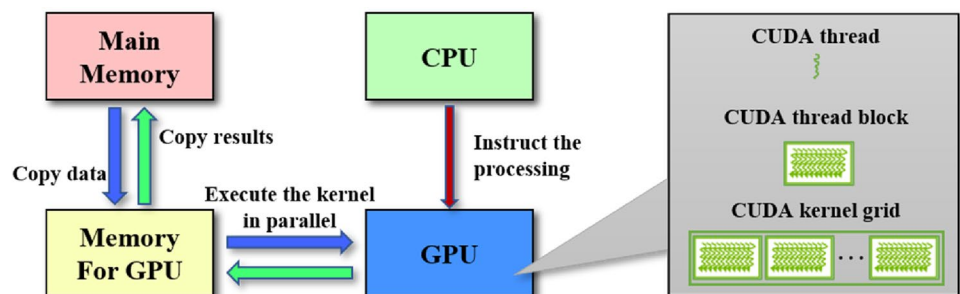 Main
Memory
CPU
Copy data
Copy results
Instruct the
processing
Execute the kernel
in parallel
Memory
For GPU
GPU
CUDA thread
CUDA thread block
CUDA kernel grid
...